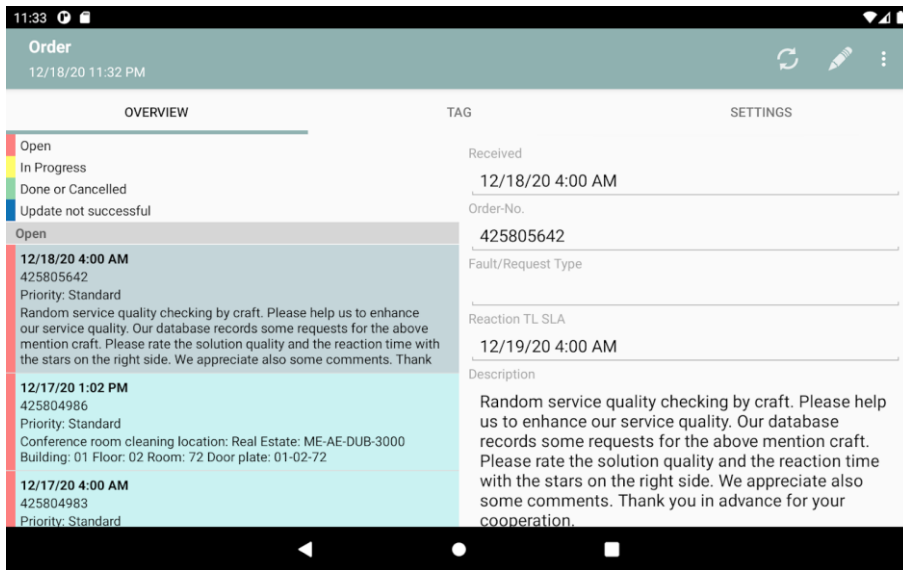 11:33
Order
12/18/20 11:32 PM
OVERVIEW
TAG
SETTINGS
Open
In Progress
Done or Cancelled
Update not successful
Open
12/18/20 4:00 AM
425805642
Priority: Standard
Random service quality checking by craft. Please help us to enhance
our service quality. Our database records some requests for the above
mention craft. Please rate the solution quality and the reaction time with
the stars on the right side. We appreciate also some comments. Thank
12/17/20 1:02 PM
425804986
Priority: Standard
Conference room cleaning location: Real Estate: ME-AE-DUB-3000
Building: 01 Floor: 02 Room: 72 Door plate: 01-02-72
12/17/20 4:00 AM
425804983
Priority: Standard
Received
12/18/20 4:00 AM
Order-No.
425805642
Fault/Request Type
Reaction TL SLA
12/19/20 4:00 AM
Description
Random service quality checking by craft. Please help
us to enhance our service quality. Our database
records some requests for the above mention craft.
Please rate the solution quality and the reaction time
with the stars on the right side. We appreciate also
some comments. Thank you in advance for your
cooperation.